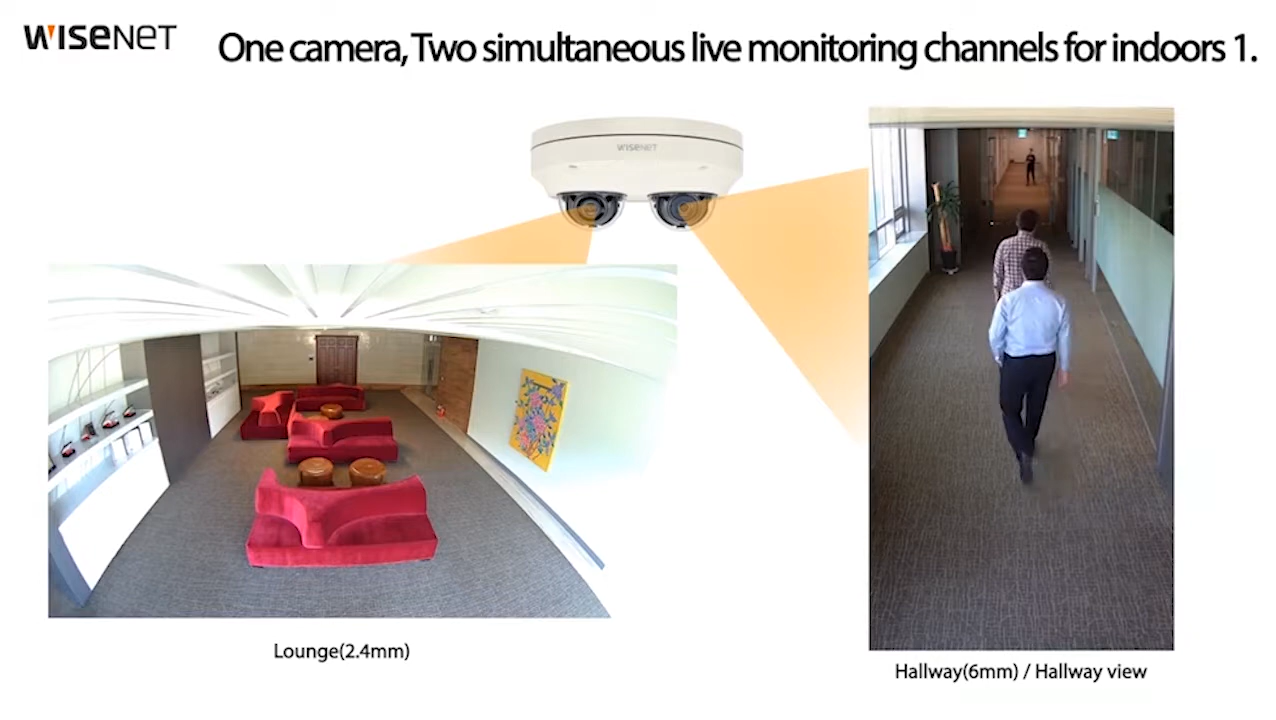 WISENET
One camera, Two simultaneous live monitoring channels for indoors 1.
WISENET
Lounge(2.4mm)
Hallway(6mm) / Hallway view